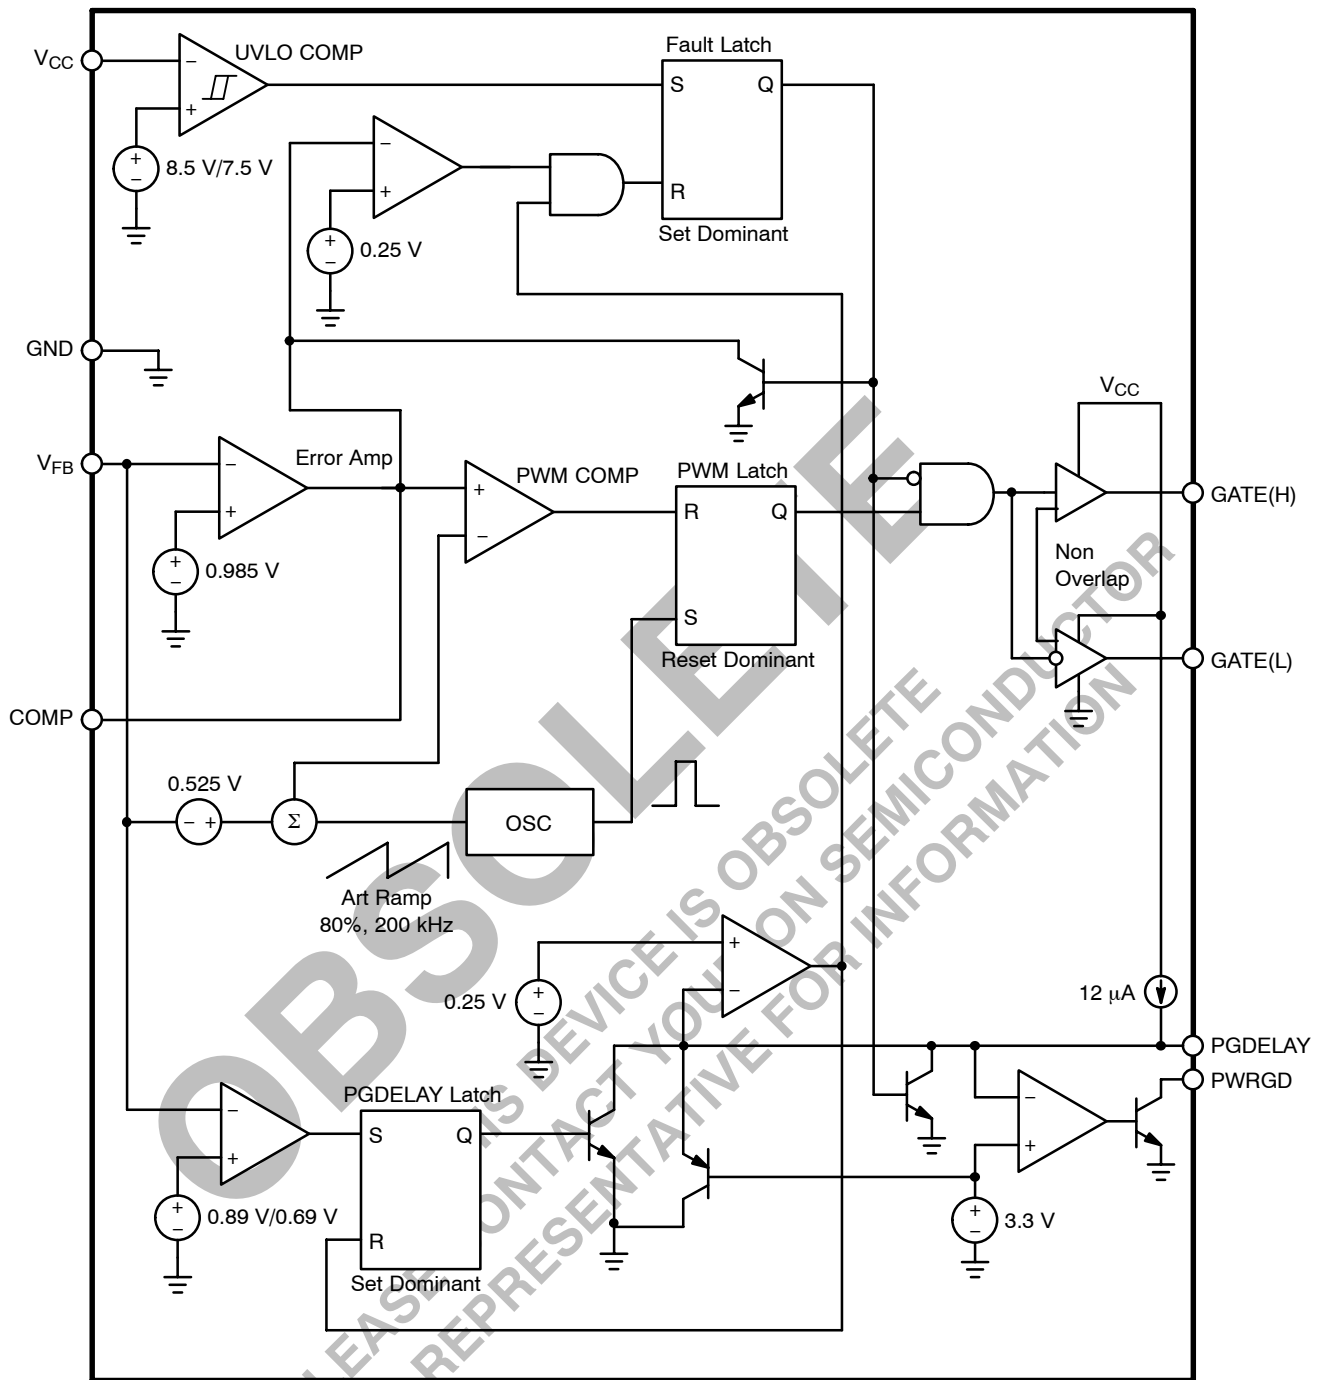 UVLO COMP
Fault Latch
VCC
−
+
S
Q
8.5 V/7.5 V
+
−
−
+
R
Set Dominant
0.25 V
+
−
GND
VCC
VFB
−
+
Error Amp
PWM COMP
+
−
PWM Latch
R
Q
S
Reset Dominant
GATE(H)
0.985 V
+
−
Non
Overlap
GATE(L)
COMP
0.525 V
− +
Σ
OSC
Art Ramp
80%, 200 kHz
+
−
0.25 V
+
−
12 μA
PGDELAY
PWRGD
PGDELAY Latch
−
+
S
Q
R
Set Dominant
0.89 V/0.69 V
+
−
−
+
3.3 V
+
−
OBSOLETE
THIS DEVICE IS OBSOLETE
PLEASE CONTACT YOUR ON SEMICONDUCTOR
REPRESENTATIVE FOR INFORMATION